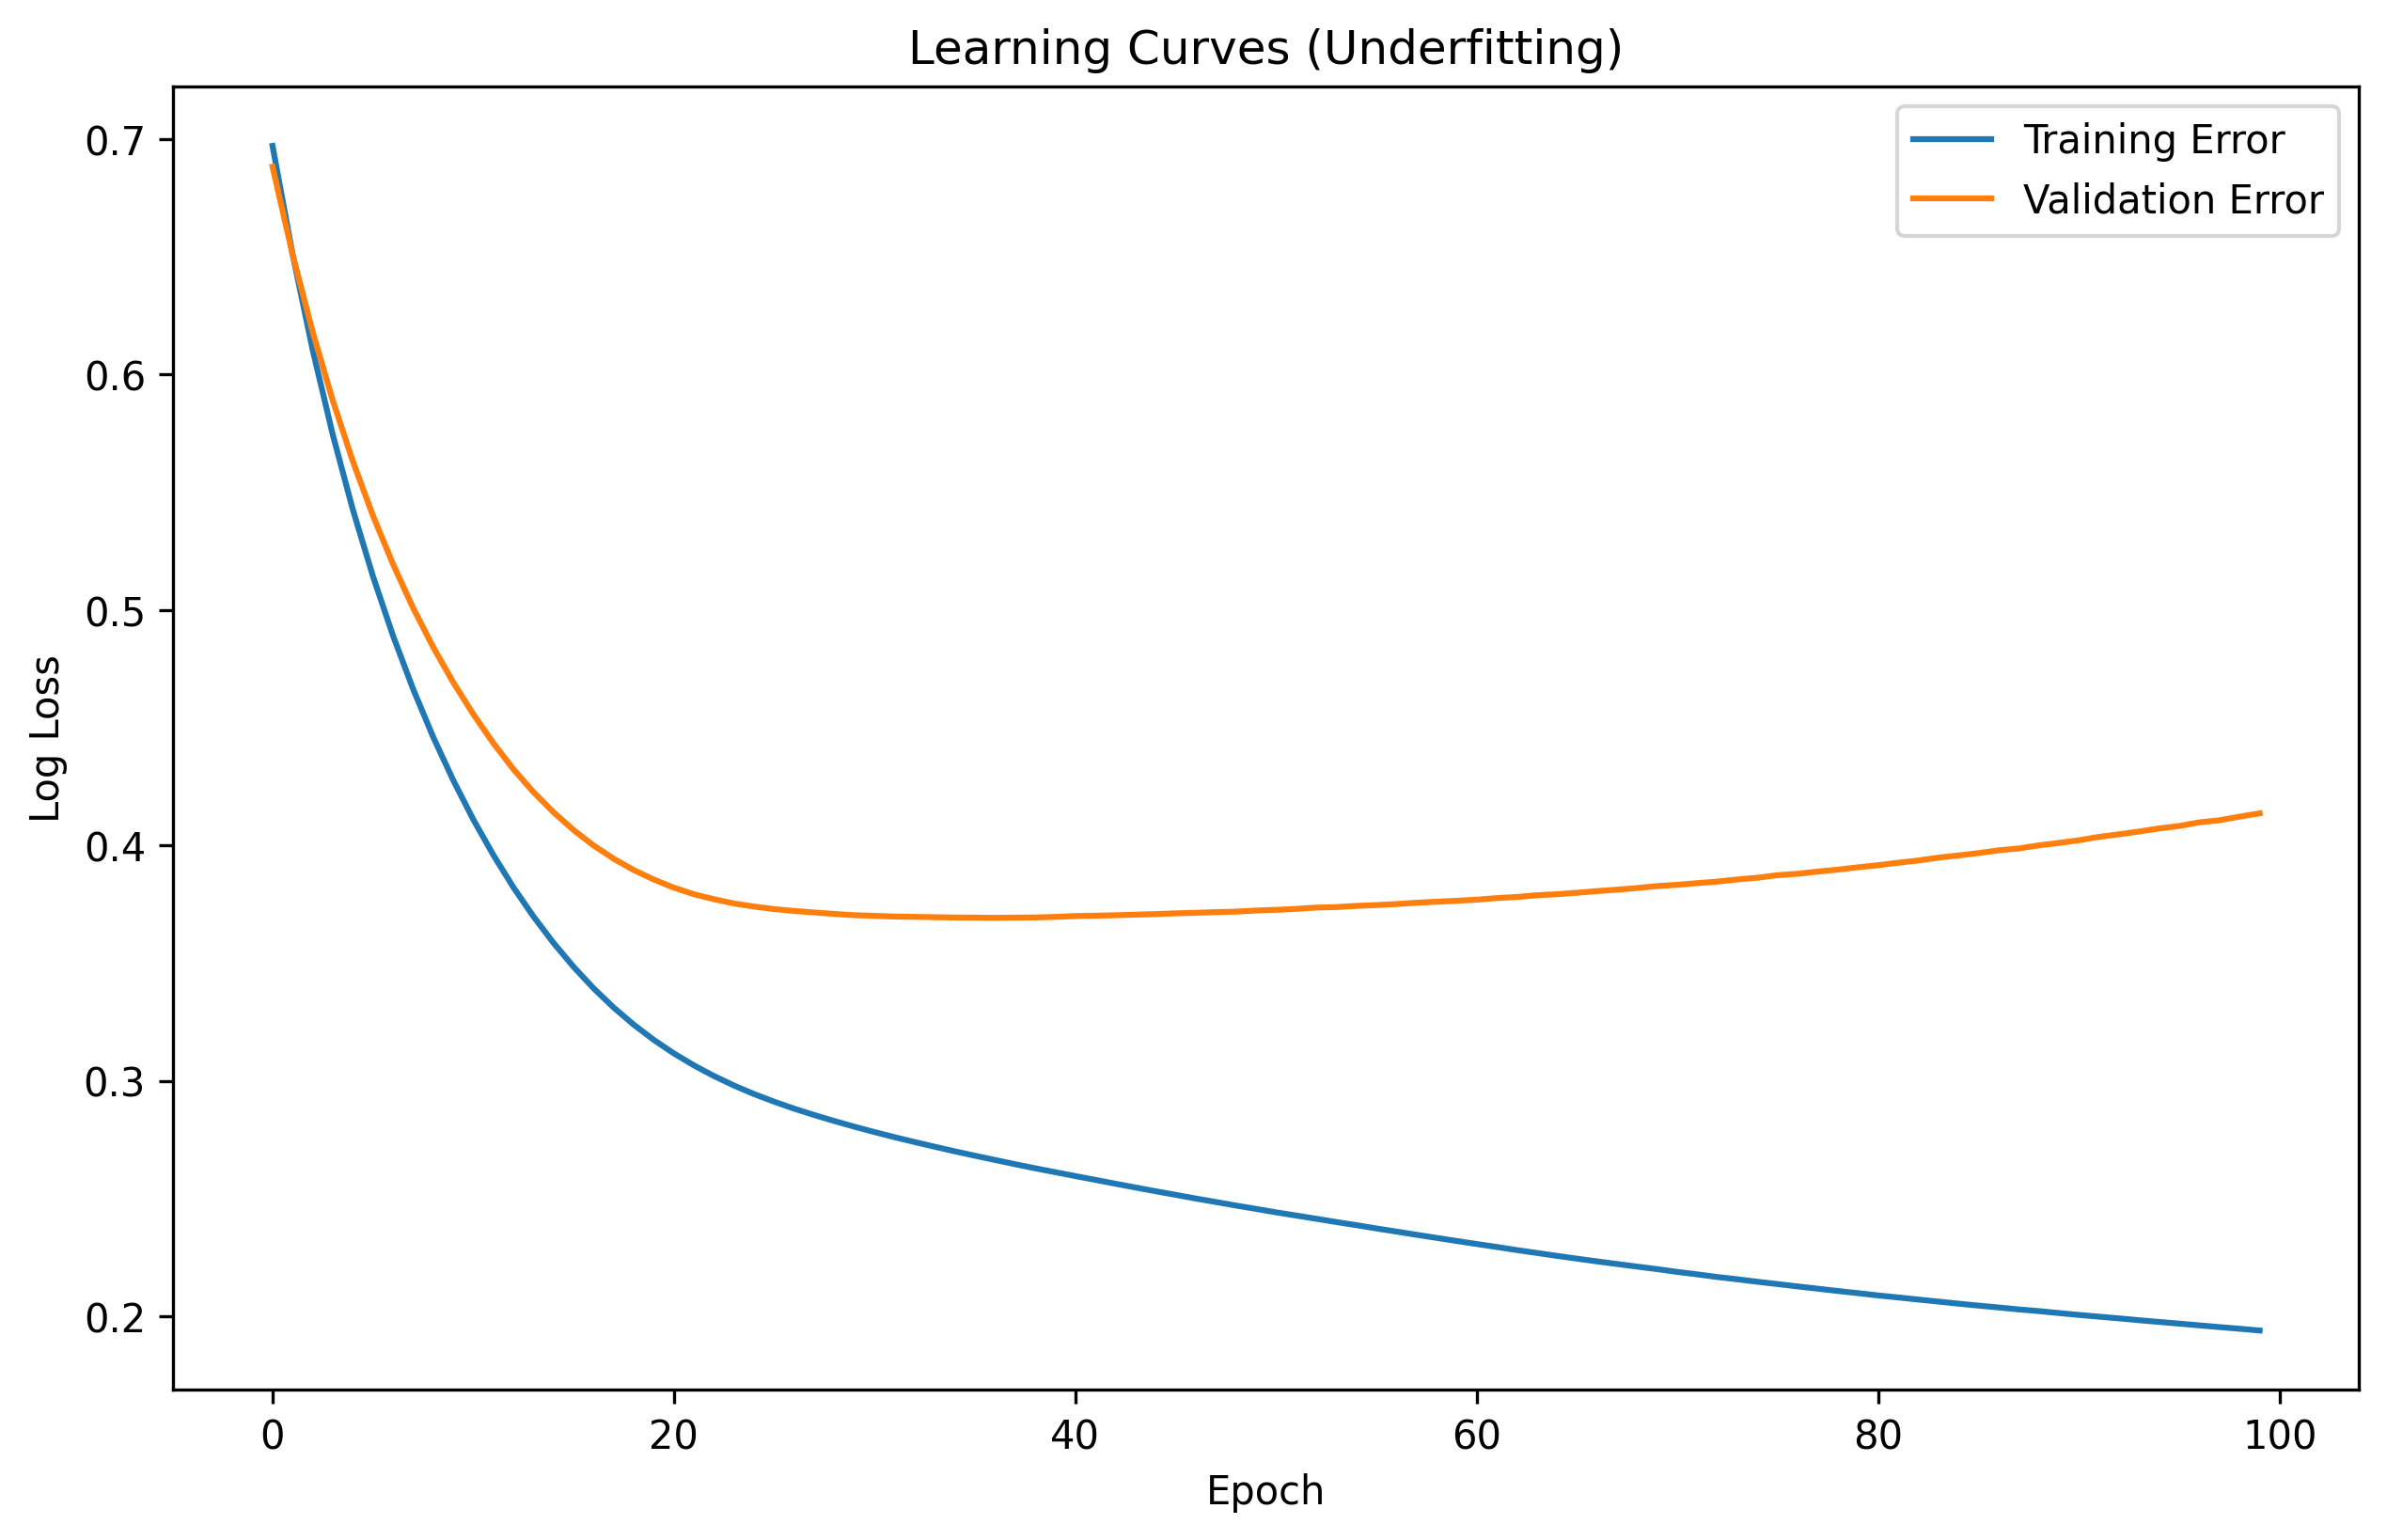 Learning Curves (Underfitting)
Training Error
Validation Error
Log Loss
0.7
0.6
0.5
0.4
0.3
0.2
0 20 40 60 80 100
Epoch